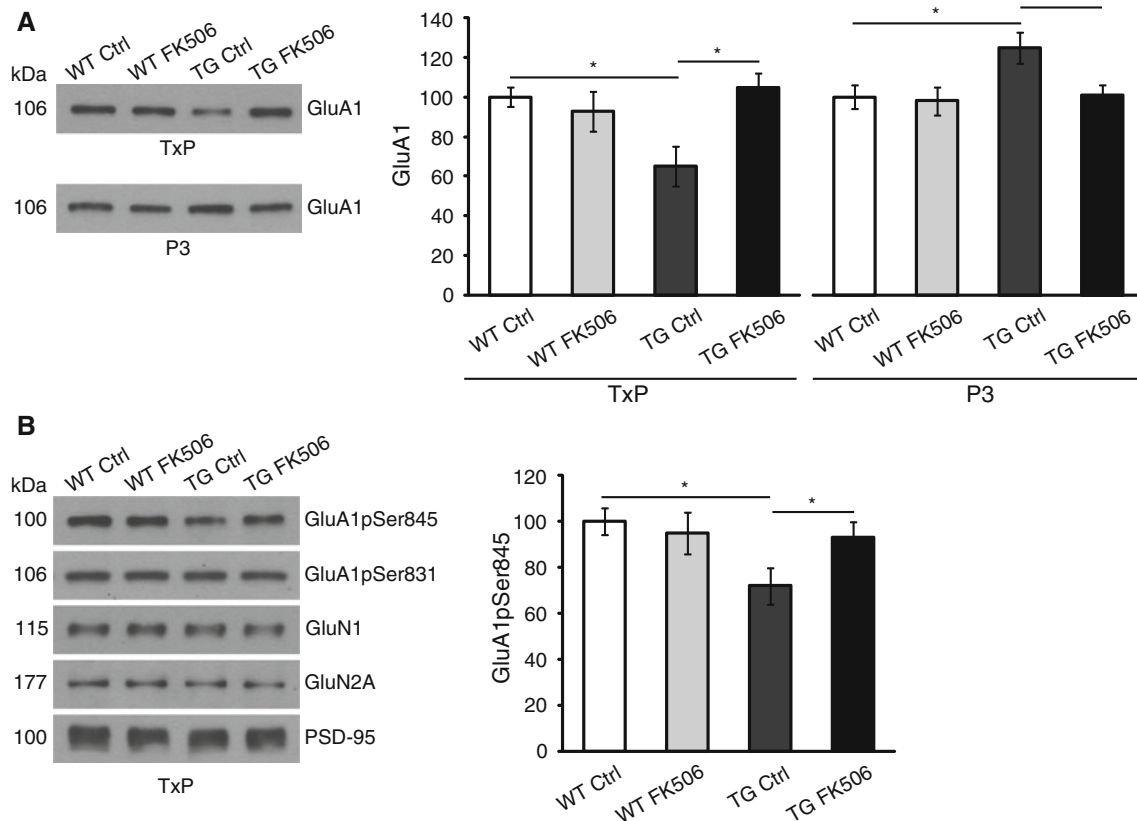 A
kDa
WT Ctrl
WT FK506
TG Ctrl
TG FK506
106
GluA1
TxP
106
GluA1
P3
GluA1
140
120
100
80
60
40
20
0
*
*
*
WT Ctrl
WT FK506
TG Ctrl
TG FK506
WT Ctrl
WT FK506
TG Ctrl
TG FK506
TxP
P3
B
kDa
WT Ctrl
WT FK506
TG Ctrl
TG FK506
100
GluA1pSer845
106
GluA1pSer831
115
GluN1
177
GluN2A
100
PSD-95
TxP
GluA1pSer845
120
100
80
60
40
20
0
*
*
WT Ctrl
WT FK506
TG Ctrl
TG FK506